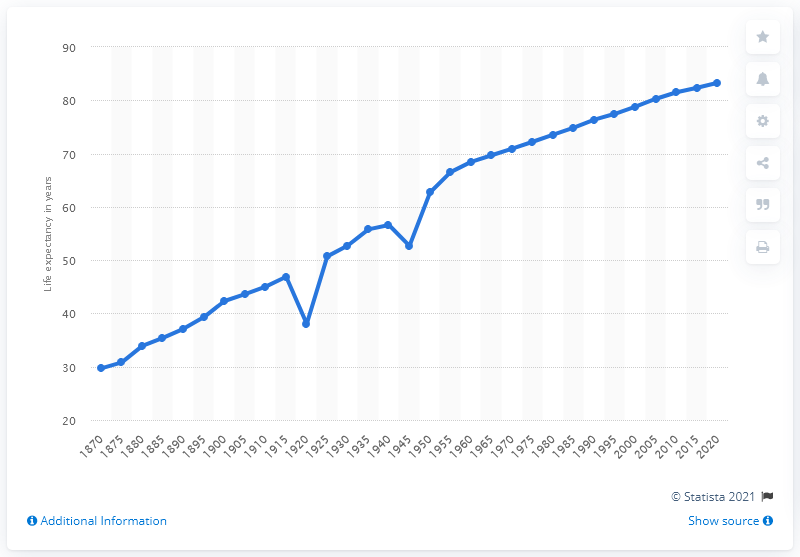 90
80
70
60
50
40
30
20
Life expectancy in years
1870 1875 1880 1885 1890 1895 1900 1905 1910 1915 1920 1925 1930 1935 1940 1945 1950 1955 1960 1965 1970 1975 1980 1985 1990 1995 2000 2005 2010 2015 2020
© Statista 2021
Additional Information
Show source